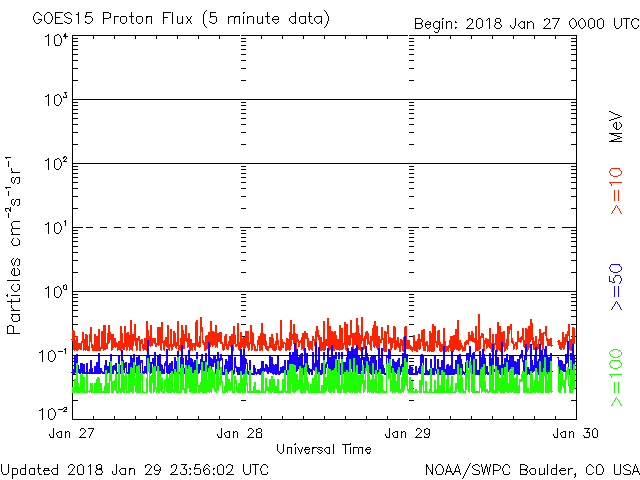 GOES15 Proton Flux (5 minute data)
Begin: 2018 Jan 27 0000 UTC
10⁴
10³
10²
10¹
10⁰
10⁻¹
10⁻²
Particles cm⁻²s⁻¹sr⁻¹
MeV
>=10
>=50
>=100
Jan 27
Jan 28
Jan 29
Jan 30
Universal Time
Updated 2018 Jan 29 23:56:02 UTC
NOAA/SWPC Boulder, CO USA